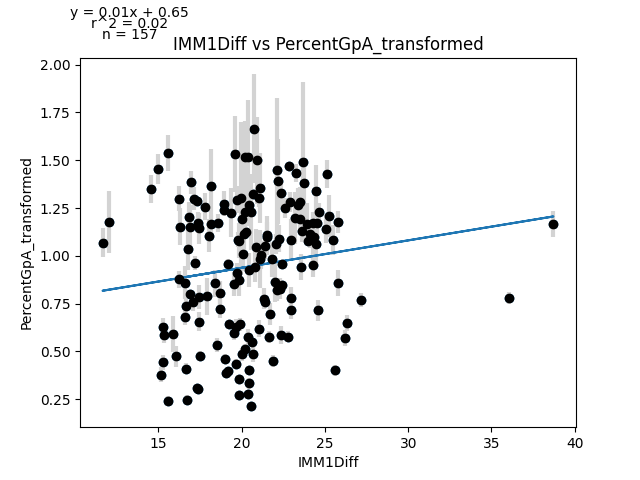 y = 0.01x + 0.65
r^2 = 0.02
n = 157
IMM1Diff vs PercentGpA_transformed
2.00
1.75
1.50
1.25
1.00
0.75
0.50
0.25
PercentGpA_transformed
15 20 25 30 35 40
IMM1Diff